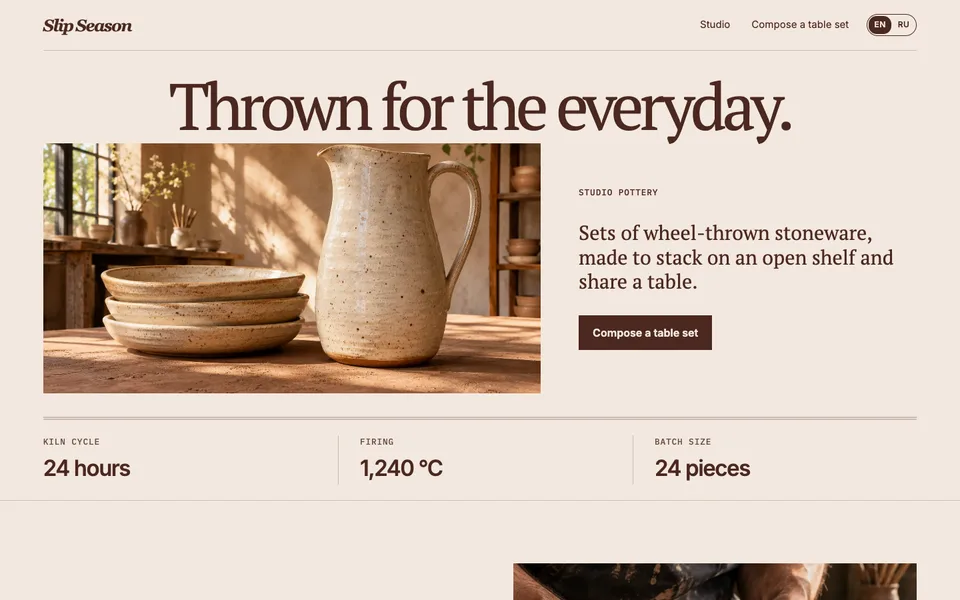 Slip Season
Studio
Compose a table set
EN
RU
Thrown for the everyday.
STUDIO POTTERY
Sets of wheel-thrown stoneware,
made to stack on an open shelf and
share a table.
Compose a table set
KILN CYCLE
24 hours
FIRING
1,240 °C
BATCH SIZE
24 pieces